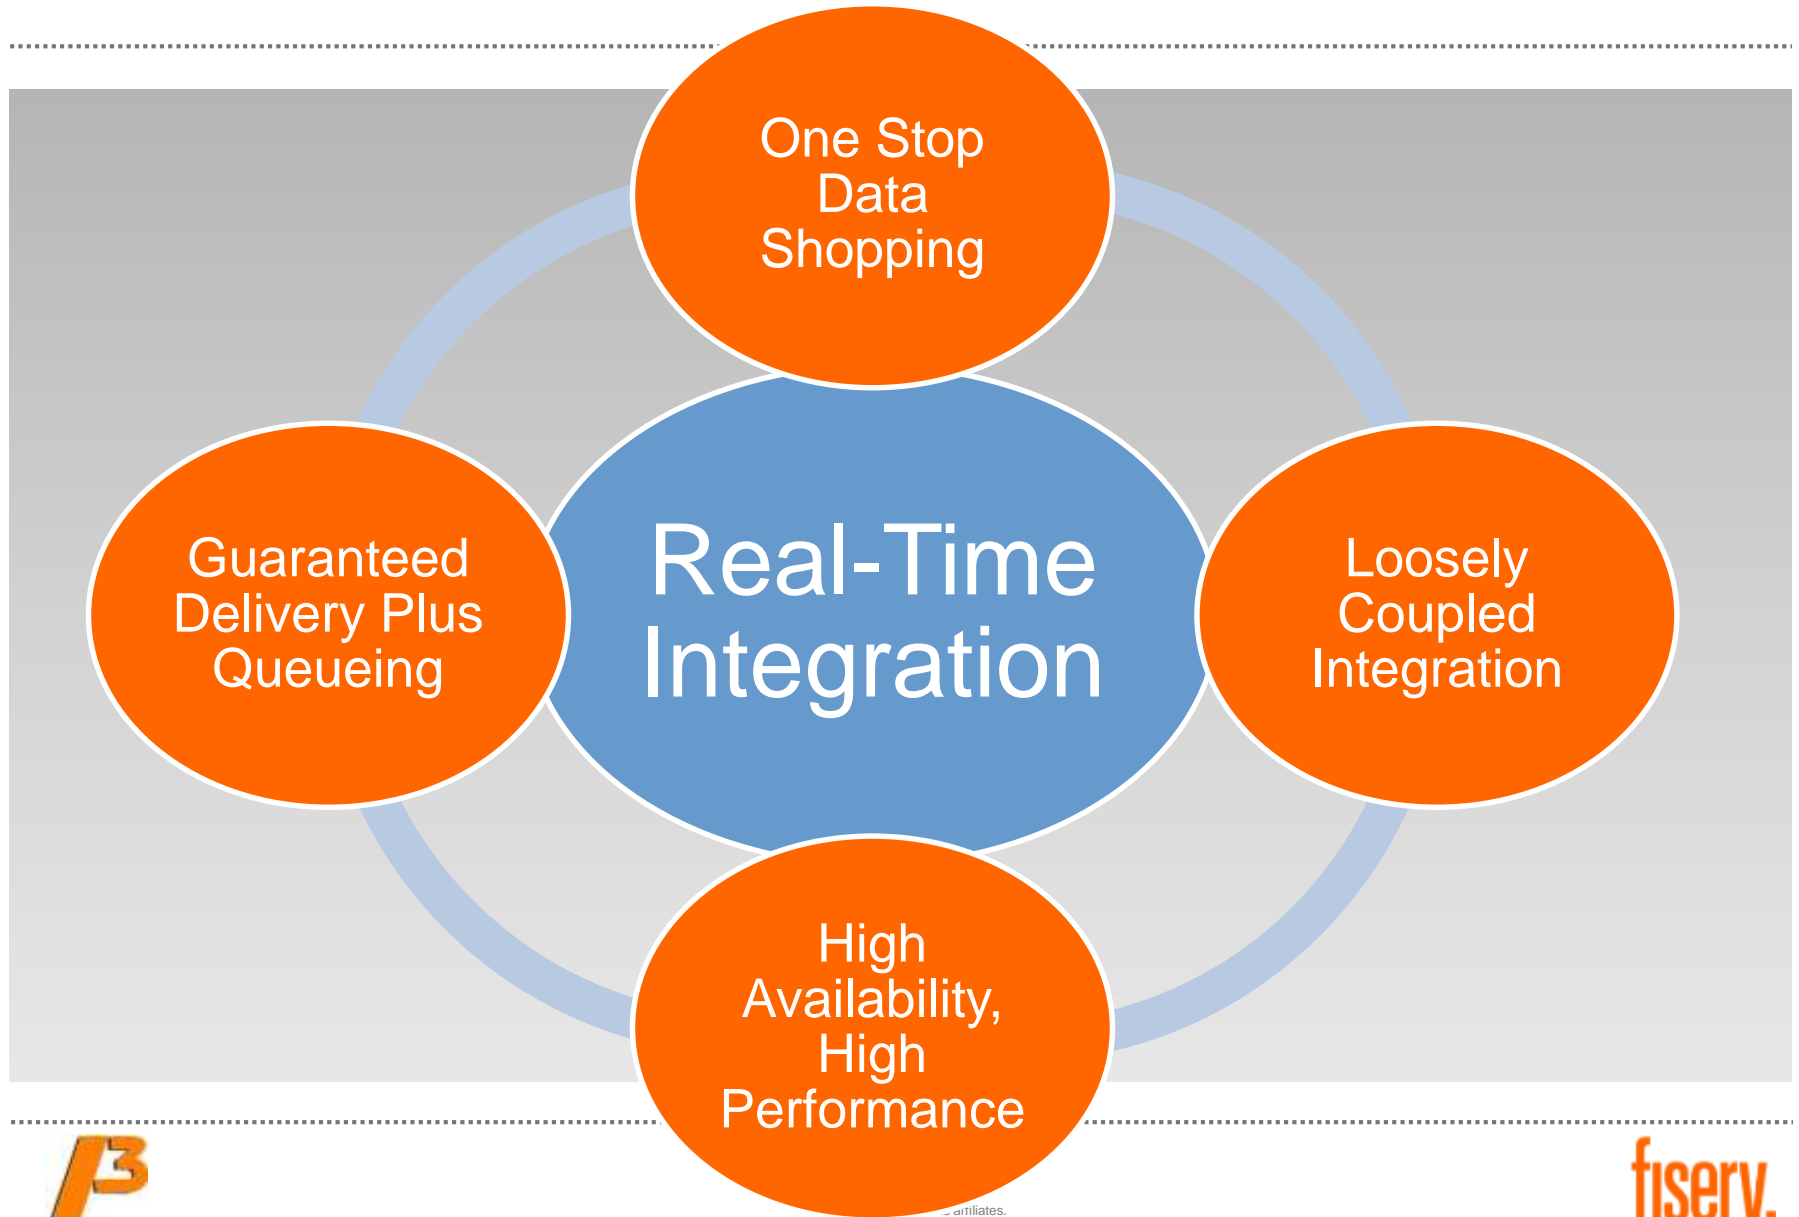 One Stop
Data
Shopping
Guaranteed
Delivery Plus
Queueing
Real-Time
Integration
Loosely
Coupled
Integration
High
Availability,
High
Performance
affiliates.
fiserv.